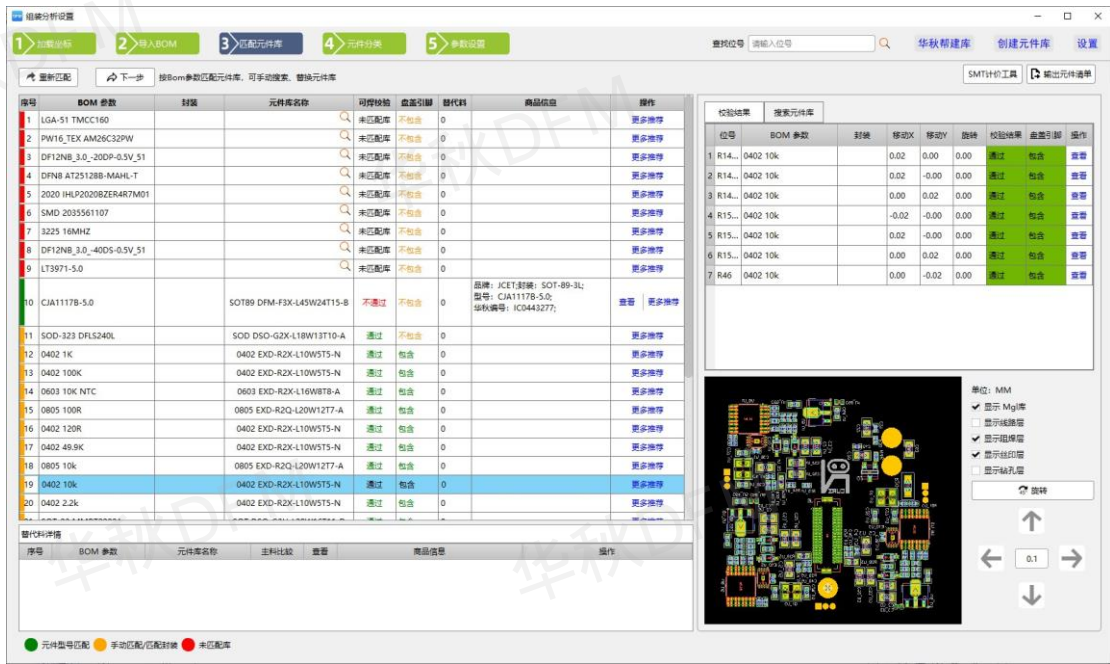 组装分析设置
1 加载坐标 2 导入BOM 3 匹配元件库 4 元件分类 5 参数设置 查找位号 请输入位号 华秋帮建库 创建元件库 设置
重新匹配 下一步 按Bom参数匹配元件库，可手动搜索、替换元件库 SMT计价工具 输出元件清单
序号 BOM 参数 封装 元件库名称 可焊校验 盘盖引脚 替代料 商品信息 操作
1 LGA-51 TMCC160 未匹配库 不包含 0 更多推荐
2 PW16_TEX AM26C32PW 未匹配库 不包含 0 更多推荐
3 DF12NB_3.0_-20DP-0.5V_51 未匹配库 不包含 0 更多推荐
4 DFN8 AT25128B-MAHL-T 未匹配库 不包含 0 更多推荐
5 2020 IHLP2020BZER4R7M01 未匹配库 不包含 0 更多推荐
6 SMD 2035561107 未匹配库 不包含 0 更多推荐
7 3225 16MHZ 未匹配库 不包含 0 更多推荐
8 DF12NB_3.0_-40DS-0.5V_51 未匹配库 不包含 0 更多推荐
9 LT3971-5.0 未匹配库 不包含 0 更多推荐
10 CJA1117B-5.0 SOT89 DFM-F3X-L45W24T15-B 不通过 不包含 0 品牌：JCET;封装：SOT-89-3L;
型号：CJA1117B-5.0;
华秋编号：IC0443277; 查看 更多推荐
11 SOD-323 DFLS240L SOD DSO-G2X-L18W13T10-A 通过 不包含 0 更多推荐
12 0402 1K 0402 EXD-R2X-L10W5T5-N 通过 包含 0 更多推荐
13 0402 100K 0402 EXD-R2X-L10W5T5-N 通过 包含 0 更多推荐
14 0603 10K NTC 0603 EXD-R2X-L16W8T8-A 通过 包含 0 更多推荐
15 0805 100R 0805 EXD-R2Q-L20W12T7-A 通过 包含 0 更多推荐
16 0402 120R 0402 EXD-R2X-L10W5T5-N 通过 包含 0 更多推荐
17 0402 49.9K 0402 EXD-R2X-L10W5T5-N 通过 包含 0 更多推荐
18 0805 10k 0805 EXD-R2Q-L20W12T7-A 通过 包含 0 更多推荐
19 0402 10k 0402 EXD-R2X-L10W5T5-N 通过 包含 0 更多推荐
20 0402 2.2k 0402 EXD-R2X-L10W5T5-N 通过 包含 0 更多推荐
替代料详情
序号 BOM 参数 元件库名称 主料比较 查看 商品信息 操作
元件型号匹配 手动匹配/匹配封装 未匹配库
校验结果 搜索元件库
位号 BOM 参数 封装 移动X 移动Y 旋转 校验结果 盘盖引脚 操作
1 R14... 0402 10k 0.02 0.00 0.00 通过 包含 查看
2 R14... 0402 10k 0.02 -0.00 0.00 通过 包含 查看
3 R14... 0402 10k 0.00 0.02 0.00 通过 包含 查看
4 R15... 0402 10k -0.02 -0.00 0.00 通过 包含 查看
5 R15... 0402 10k 0.02 -0.00 0.00 通过 包含 查看
6 R15... 0402 10k 0.00 0.02 0.00 通过 包含 查看
7 R46 0402 10k 0.00 -0.02 0.00 通过 包含 查看
单位：MM
显示 Mgl库
显示线路层
显示阻焊层
显示丝印层
显示钻孔层
旋转
0.1
华秋DFM